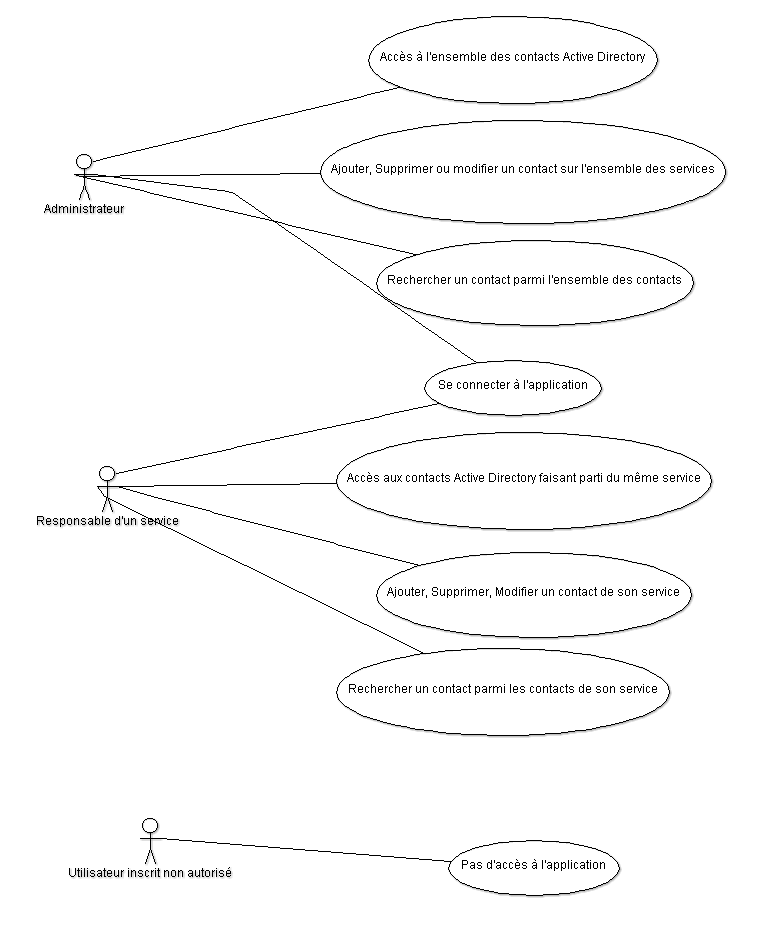 Accès à l'ensemble des contacts Active Directory
Ajouter, Supprimer ou modifier un contact sur l'ensemble des services
Administrateur
Rechercher un contact parmi l'ensemble des contacts
Se connecter à l'application
Accès aux contacts Active Directory faisant parti du même service
Responsable d'un service
Ajouter, Supprimer, Modifier un contact de son service
Rechercher un contact parmi les contacts de son service
Pas d'accès à l'application
Utilisateur inscrit non autorisé